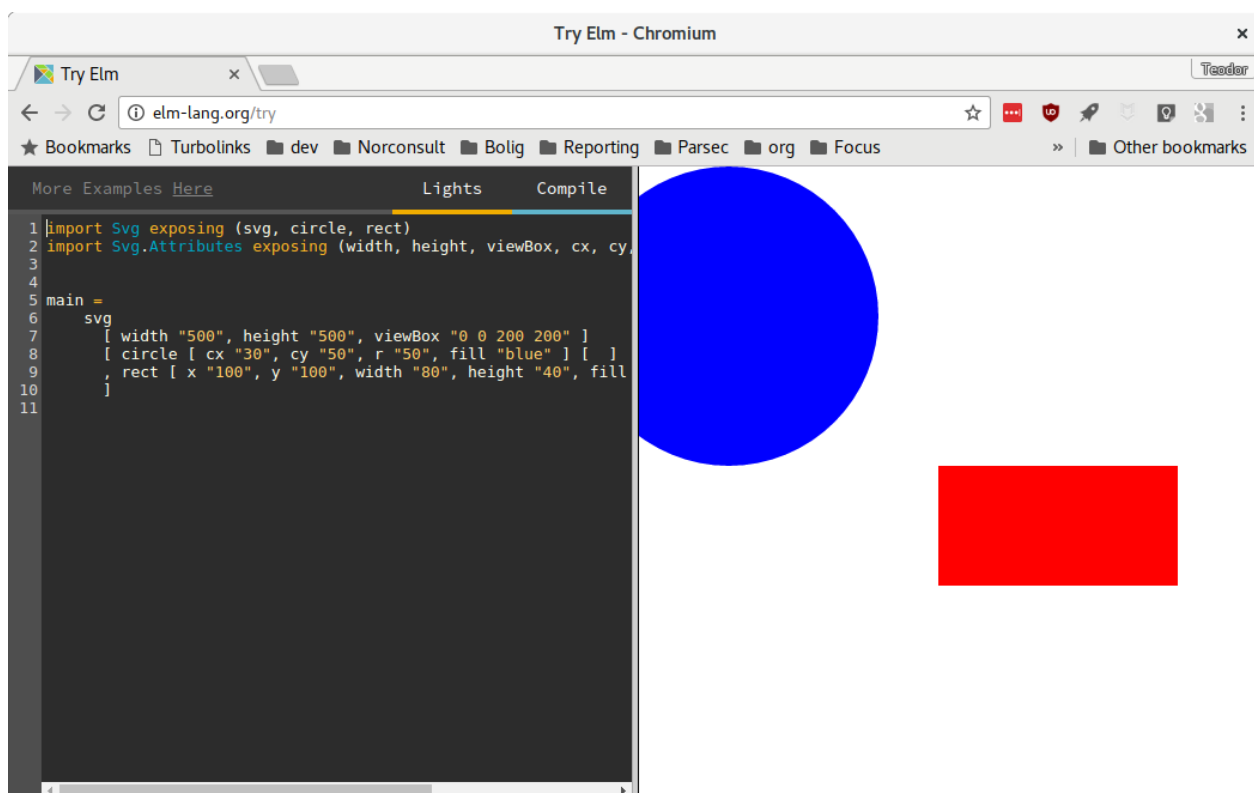 Try Elm - Chromium
Try Elm
Teodor
elm-lang.org/try
Bookmarks Turbolinks dev Norconsult Bolig Reporting Parsec org Focus » Other bookmarks
More Examples Here Lights Compile
1 import Svg exposing (svg, circle, rect)
2 import Svg.Attributes exposing (width, height, viewBox, cx, cy,
3
4
5 main =
6 svg
7 [ width "500", height "500", viewBox "0 0 200 200" ]
8 [ circle [ cx "30", cy "50", r "50", fill "blue" ] [  ]
9 , rect [ x "100", y "100", width "80", height "40", fill
10 ]
11